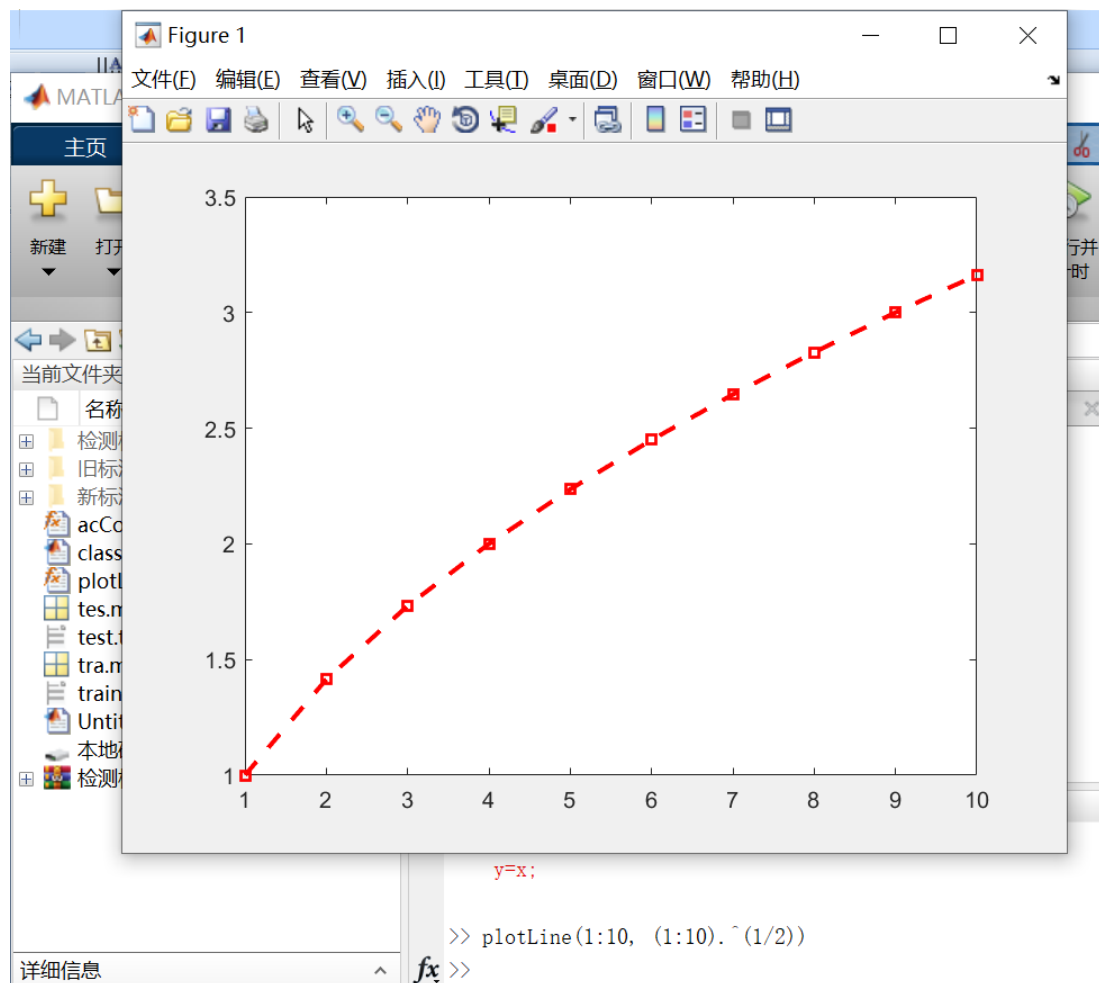 Figure 1
文件(F) 编辑(E) 查看(V) 插入(I) 工具(T) 桌面(D) 窗口(W) 帮助(H)
MATLA
主页
新建 打开
行并
时
当前文件夹
名称
检测
旧标
新标
acCo
class
plotL
tes.m
test.t
tra.m
train
Untit
本地
检测
详细信息
3.5
3
2.5
2
1.5
1
1 2 3 4 5 6 7 8 9 10
y=x;
>> plotLine(1:10, (1:10).^(1/2))
fx >>